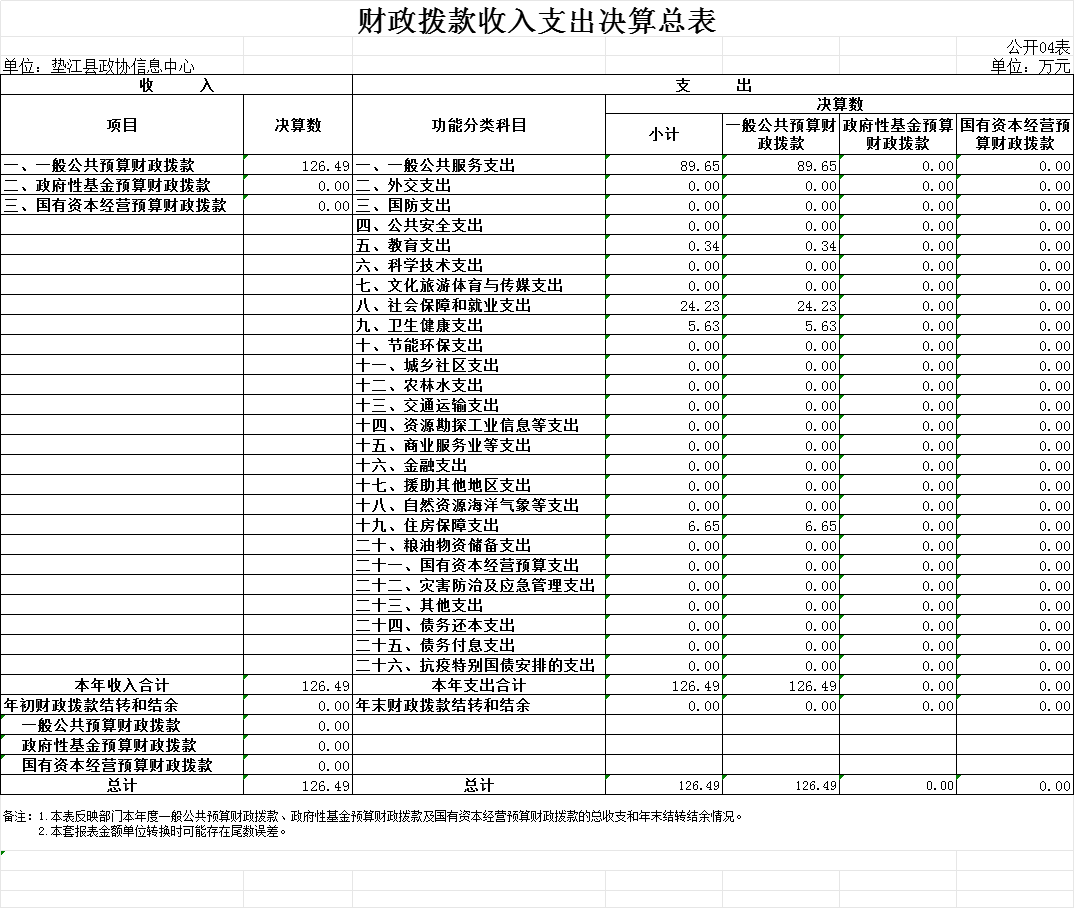 财政拨款收入支出决算总表
公开04表
单位：垫江县政协信息中心 单位：万元
收 入 支 出
项目 决算数 功能分类科目 决算数
小计 一般公共预算财政拨款 政府性基金预算财政拨款 国有资本经营预算财政拨款
一、一般公共预算财政拨款 126.49 一、一般公共服务支出 89.65 89.65 0.00 0.00
二、政府性基金预算财政拨款 0.00 二、外交支出 0.00 0.00 0.00 0.00
三、国有资本经营预算财政拨款 0.00 三、国防支出 0.00 0.00 0.00 0.00
四、公共安全支出 0.00 0.00 0.00 0.00
五、教育支出 0.34 0.34 0.00 0.00
六、科学技术支出 0.00 0.00 0.00 0.00
七、文化旅游体育与传媒支出 0.00 0.00 0.00 0.00
八、社会保障和就业支出 24.23 24.23 0.00 0.00
九、卫生健康支出 5.63 5.63 0.00 0.00
十、节能环保支出 0.00 0.00 0.00 0.00
十一、城乡社区支出 0.00 0.00 0.00 0.00
十二、农林水支出 0.00 0.00 0.00 0.00
十三、交通运输支出 0.00 0.00 0.00 0.00
十四、资源勘探工业信息等支出 0.00 0.00 0.00 0.00
十五、商业服务业等支出 0.00 0.00 0.00 0.00
十六、金融支出 0.00 0.00 0.00 0.00
十七、援助其他地区支出 0.00 0.00 0.00 0.00
十八、自然资源海洋气象等支出 0.00 0.00 0.00 0.00
十九、住房保障支出 6.65 6.65 0.00 0.00
二十、粮油物资储备支出 0.00 0.00 0.00 0.00
二十一、国有资本经营预算支出 0.00 0.00 0.00 0.00
二十二、灾害防治及应急管理支出 0.00 0.00 0.00 0.00
二十三、其他支出 0.00 0.00 0.00 0.00
二十四、债务还本支出 0.00 0.00 0.00 0.00
二十五、债务付息支出 0.00 0.00 0.00 0.00
二十六、抗疫特别国债安排的支出 0.00 0.00 0.00 0.00
本年收入合计 126.49 本年支出合计 126.49 126.49 0.00 0.00
年初财政拨款结转和结余 0.00 年末财政拨款结转和结余 0.00 0.00 0.00 0.00
一般公共预算财政拨款 0.00
政府性基金预算财政拨款 0.00
国有资本经营预算财政拨款 0.00
总计 126.49 总计 126.49 126.49 0.00 0.00
备注：1.本表反映部门本年度一般公共预算财政拨款、政府性基金预算财政拨款及国有资本经营预算财政拨款的总收支和年末结转结余情况。
2.本套报表金额单位转换时可能存在尾数误差。